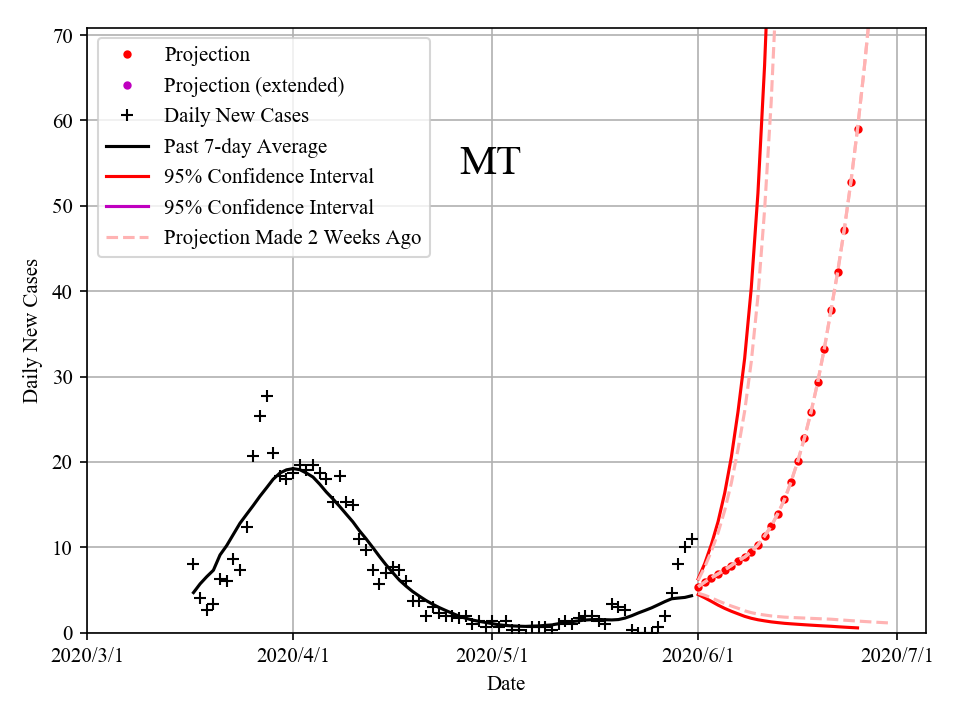 70
60
50
40
30
20
10
0
Daily New Cases
Projection
Projection (extended)
Daily New Cases
Past 7-day Average
95% Confidence Interval
95% Confidence Interval
Projection Made 2 Weeks Ago
MT
2020/3/1
2020/4/1
2020/5/1
2020/6/1
2020/7/1
Date